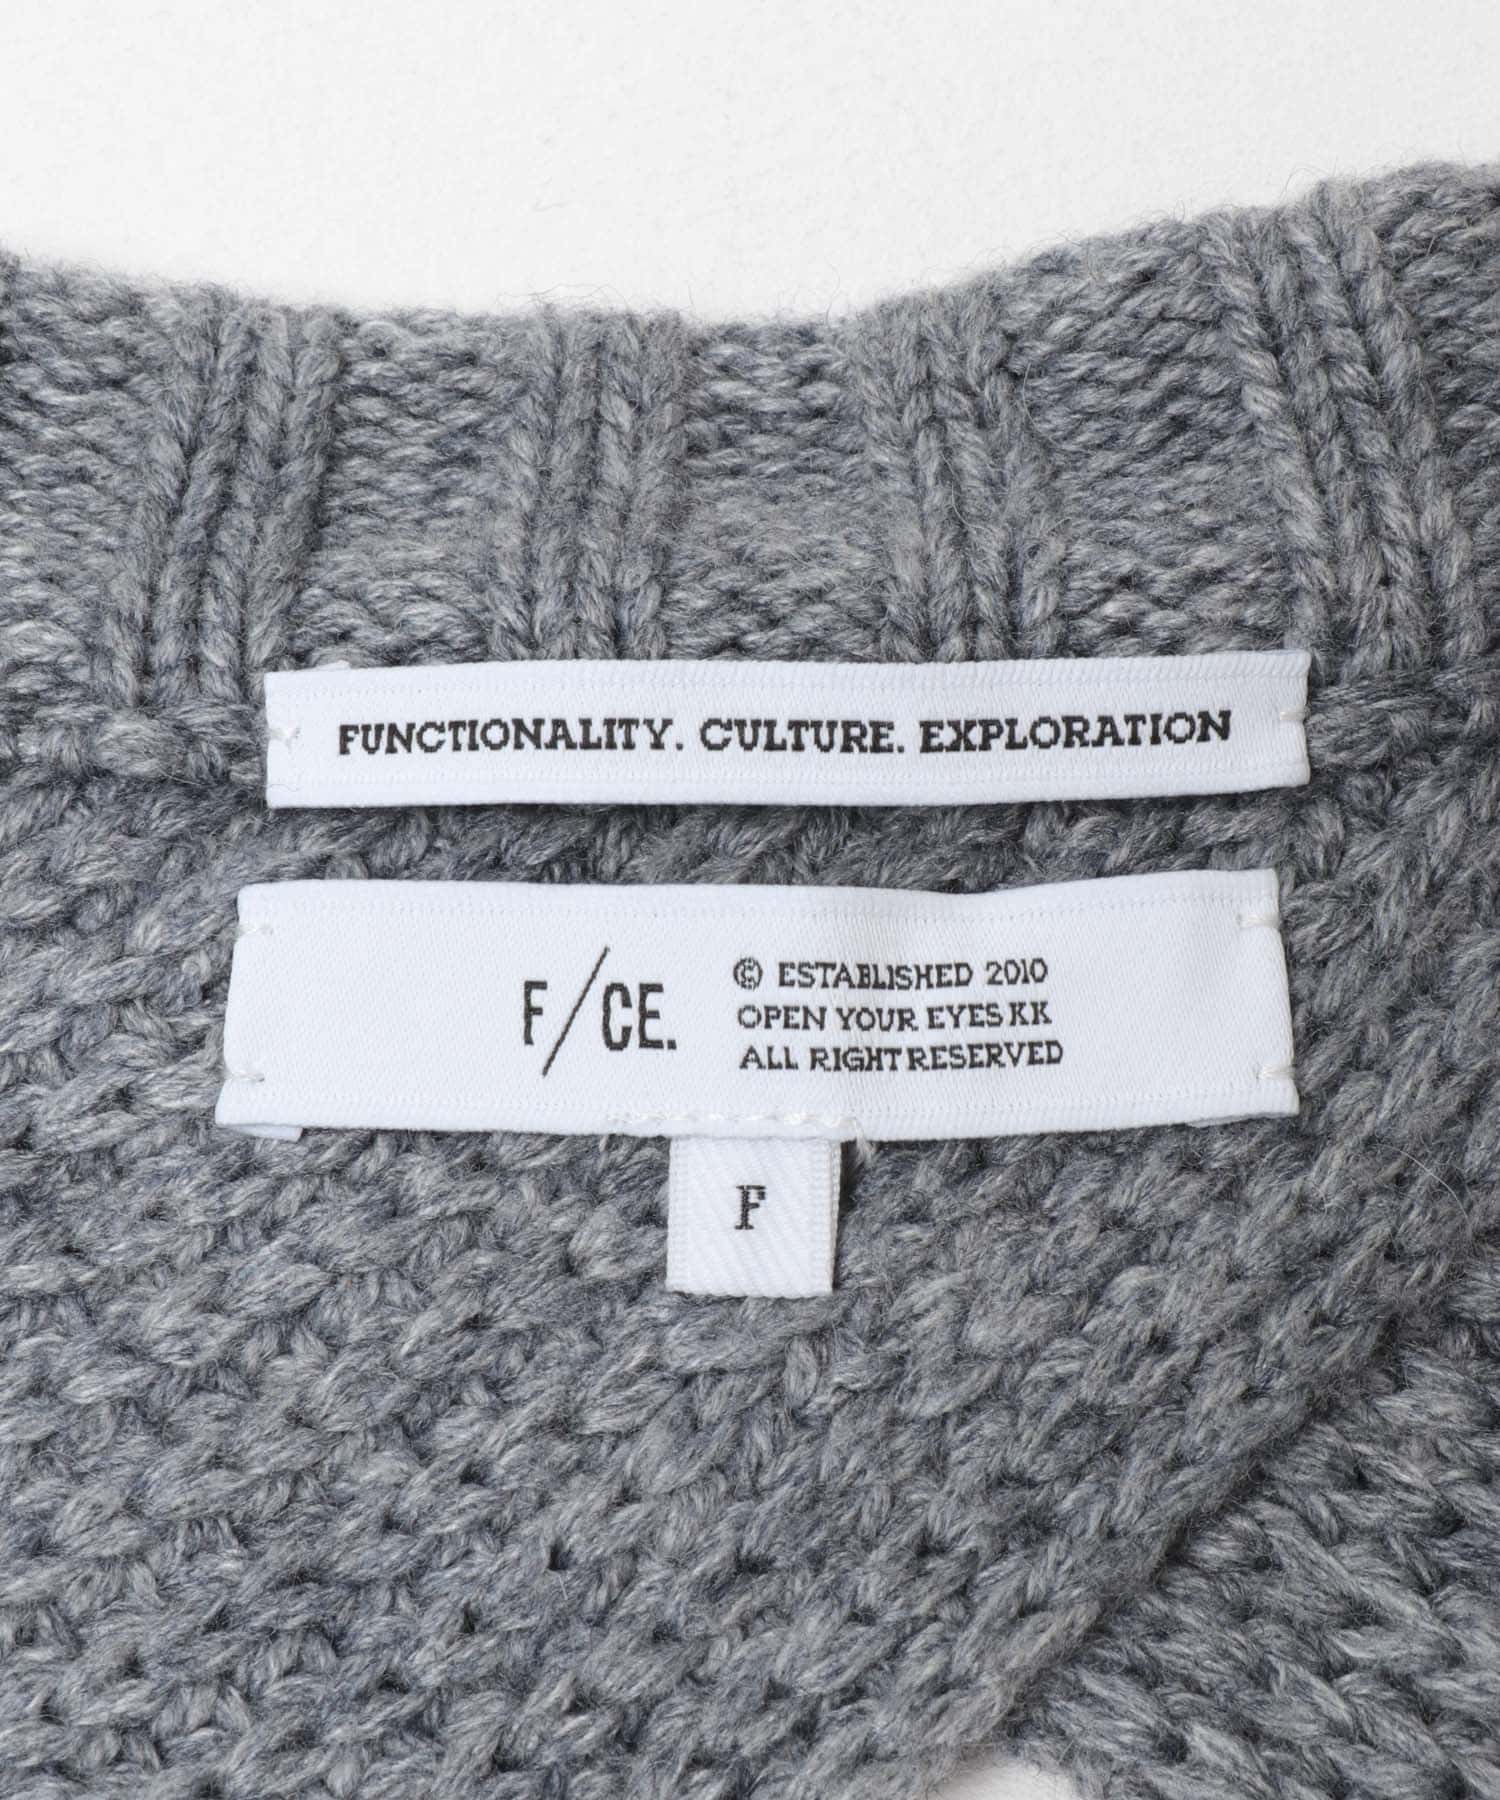 FUNCTIONALITY. CULTURE. EXPLORATION
F/CE.
© ESTABLISHED 2010
OPEN YOUR EYES KK
ALL RIGHT RESERVED
F